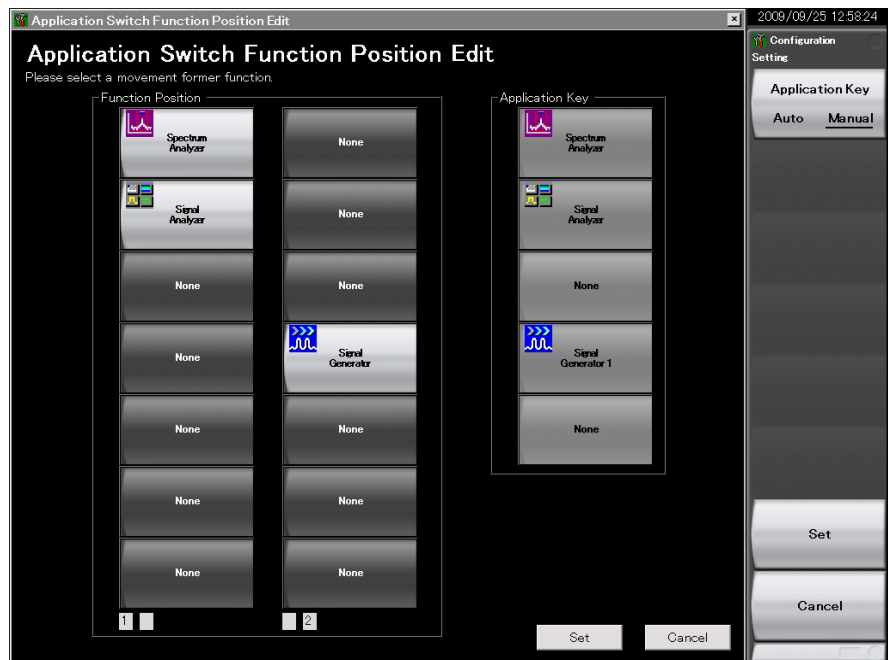 Application Switch Function Position Edit
2009/09/25 12:58:24
Application Switch Function Position Edit
Please select a movement former function.
Function Position
Application Key
Spectrum
Analyzer
None
Spectrum
Analyzer
Signal
Analyzer
None
Signal
Analyzer
None
None
None
None
Signal
Generator
Signal
Generator 1
None
None
None
None
None
None
None
1
2
Set
Cancel
Configuration
Setting
Application Key
Auto Manual
Set
Cancel